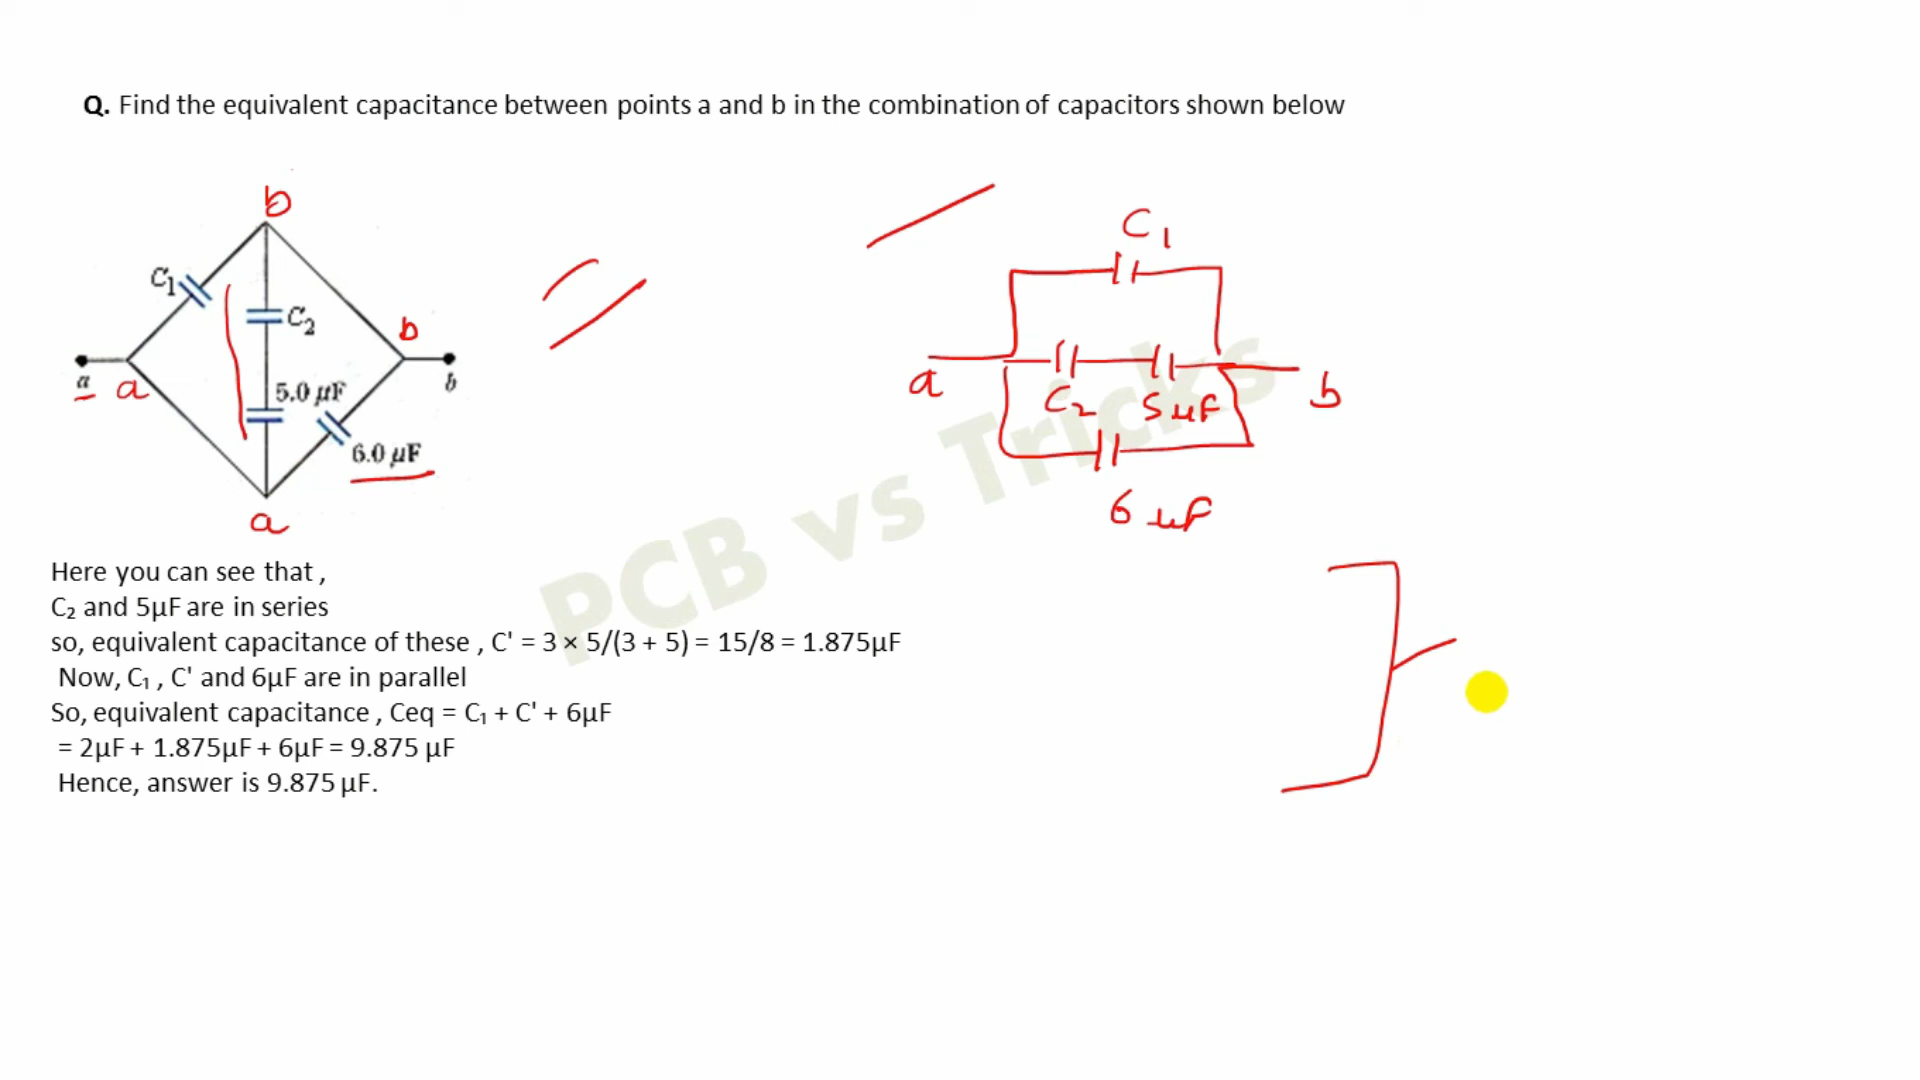 Q. Find the equivalent capacitance between points a and b in the combination of capacitors shown below
b
C₁
C₂
b
a
a
b
5.0 μF
6.0 μF
a
C₁
a
b
C₂
5 μF
6 μF
PCB vs Tricks
Here you can see that ,
C₂ and 5μF are in series
so, equivalent capacitance of these , C' = 3 × 5/(3 + 5) = 15/8 = 1.875μF
Now, C₁ , C' and 6μF are in parallel
So, equivalent capacitance , Ceq = C₁ + C' + 6μF
= 2μF + 1.875μF + 6μF = 9.875 μF
Hence, answer is 9.875 μF.